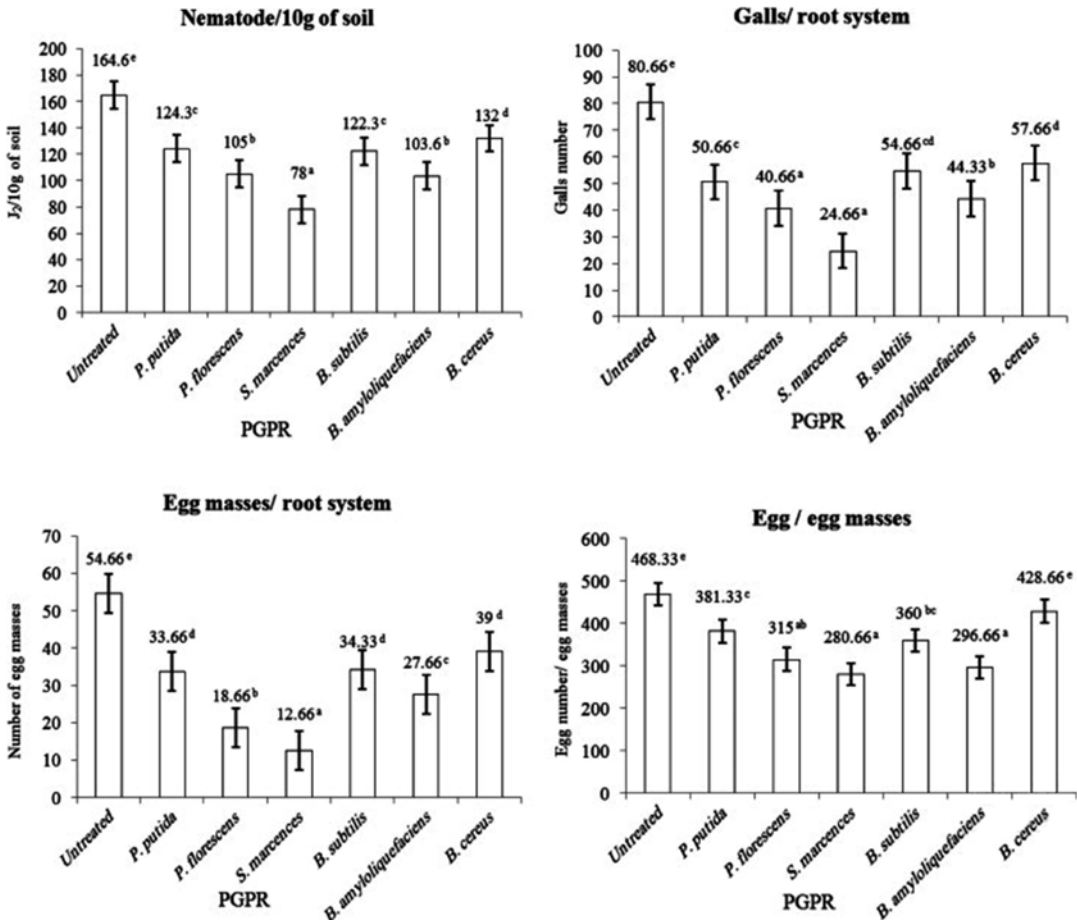 Nematode/10g of soil
J₂/10g of soil
200
180
160
140
120
100
80
60
40
20
0
164.6ᵉ
124.3ᶜ
105ᵇ
78ᵃ
122.3ᶜ
103.6ᵇ
132ᵈ
Untreated
P. putida
P. florescens
S. marcences
B. subtilis
B. amyloliquefaciens
B. cereus
PGPR
Galls/ root system
Galls number
100
90
80
70
60
50
40
30
20
10
0
80.66ᵉ
50.66ᶜ
40.66ᵃ
24.66ᵃ
54.66ᶜᵈ
44.33ᵇ
57.66ᵈ
Untreated
P. putida
P. florescens
S. marcences
B. subtilis
B. amyloliquefaciens
B. cereus
PGPR
Egg masses/ root system
Number of egg masses
70
60
50
40
30
20
10
0
54.66ᵉ
33.66ᵈ
18.66ᵇ
12.66ᵃ
34.33ᵈ
27.66ᶜ
39ᵈ
Untreated
P. putida
P. florescens
S. marcences
B. subtilis
B. amyloliquefaciens
B. cereus
PGPR
Egg / egg masses
Egg number/ egg masses
600
500
400
300
300
200
100
0
468.33ᵉ
381.33ᶜ
315ᵃᵇ
280.66ᵃ
360ᵇᶜ
296.66ᵃ
428.66ᵉ
Untreated
P. putida
P. florescens
S. marcences
B. subtilis
B. amyloliquefaciens
B. cereus
PGPR